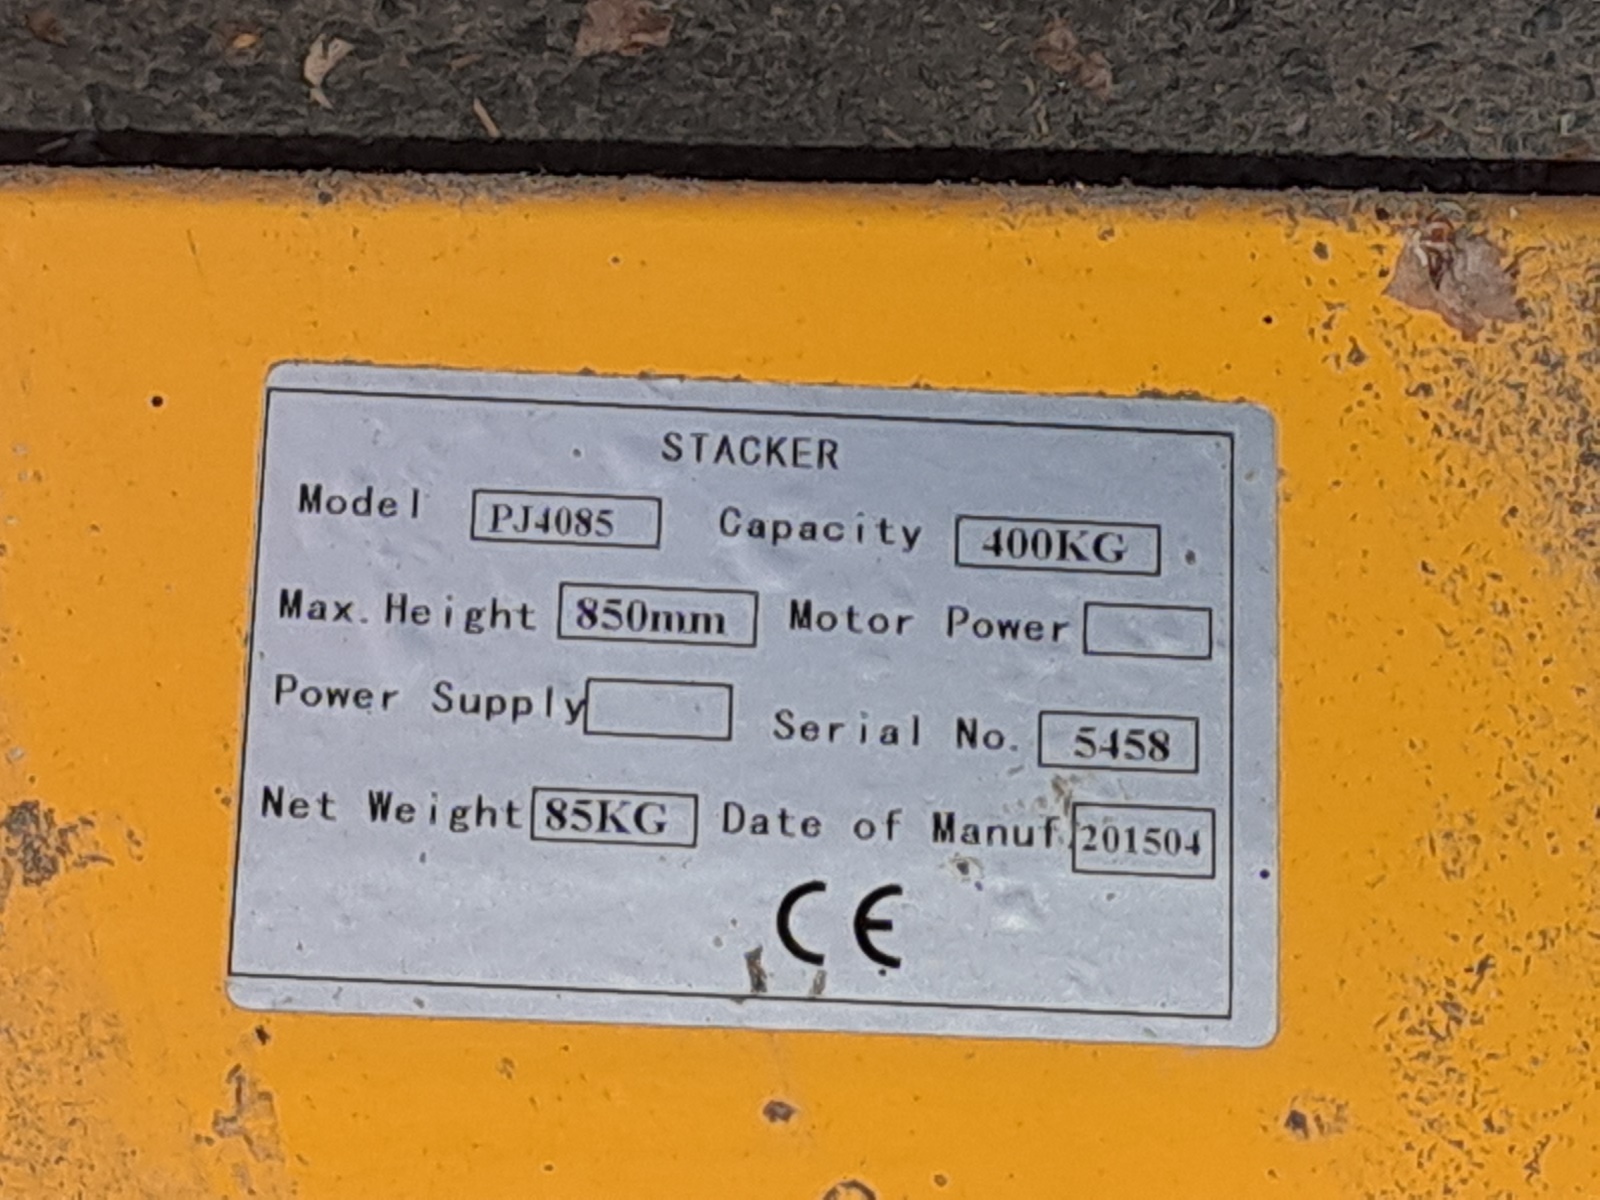 STACKER
Model PJ4085 Capacity 400KG
Max. Height 850mm Motor Power
Power Supply Serial No. 5458
Net Weight 85KG Date of Manuf. 201504
CE